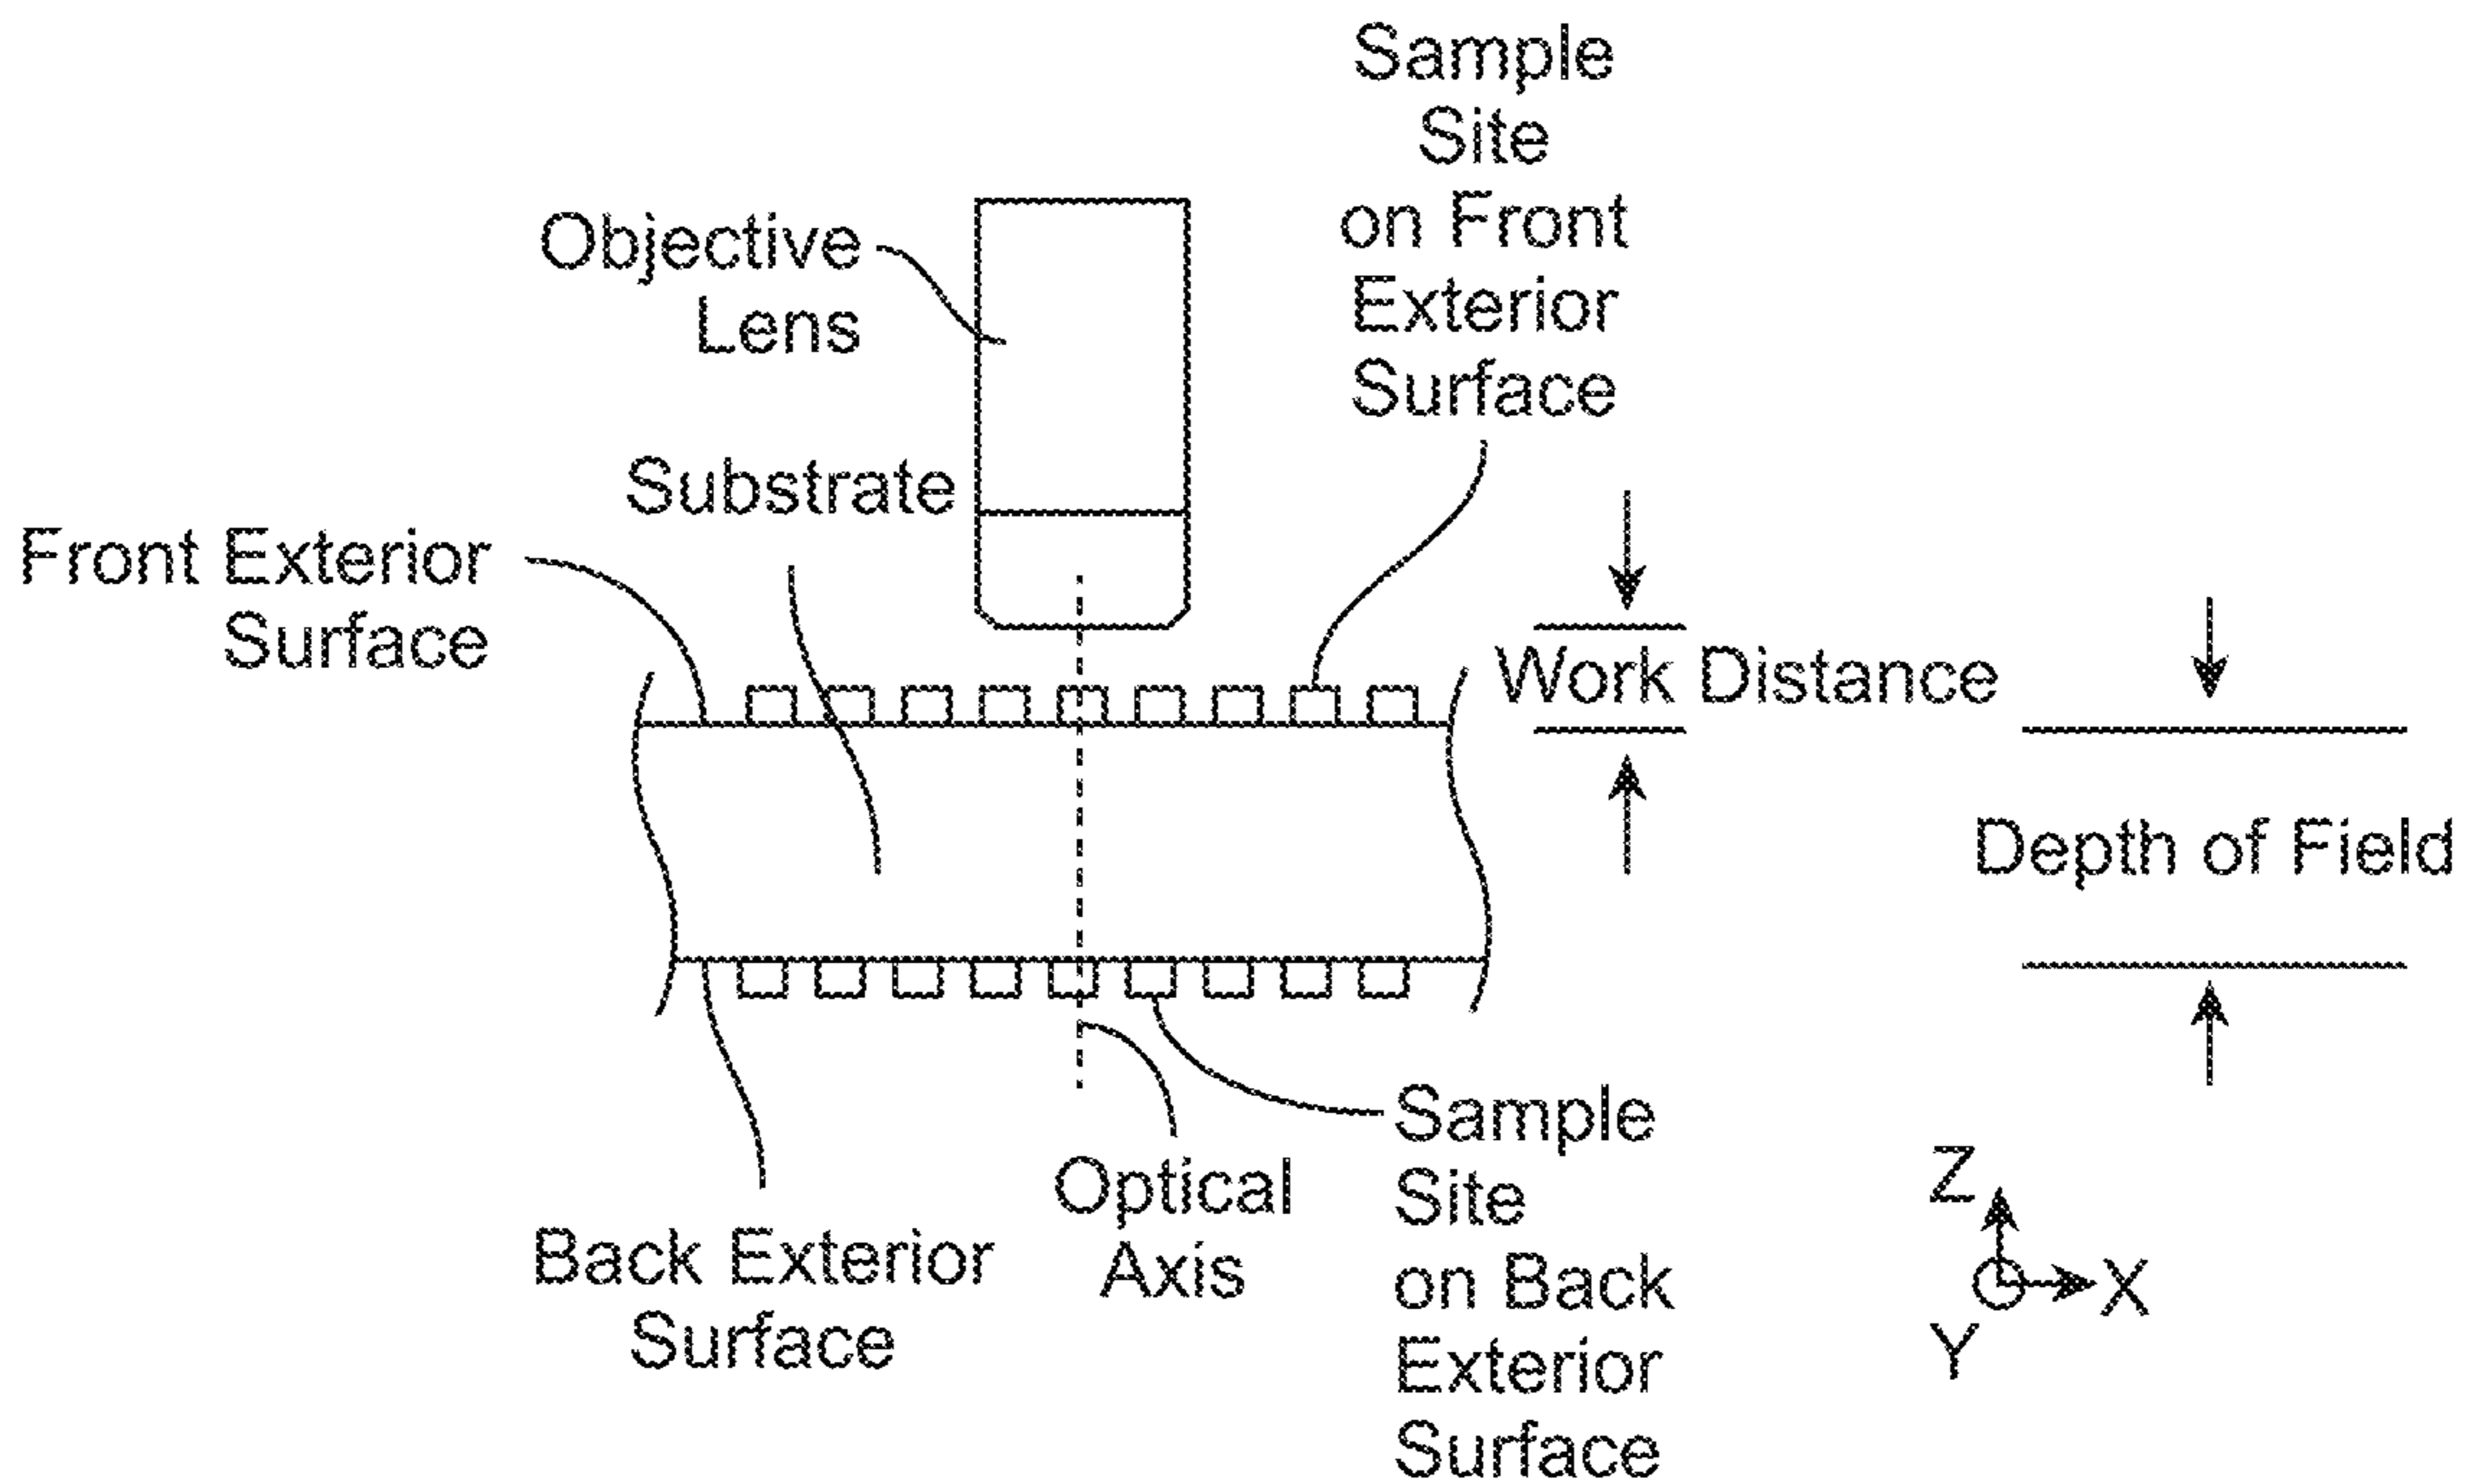 Sample
Site
on Front
Exterior
Surface
Objective
Lens
Substrate
Front Exterior
Surface
Work Distance
Depth of Field
Back Exterior
Surface
Optical
Axis
Sample
Site
on Back
Exterior
Surface
Z
X
Y